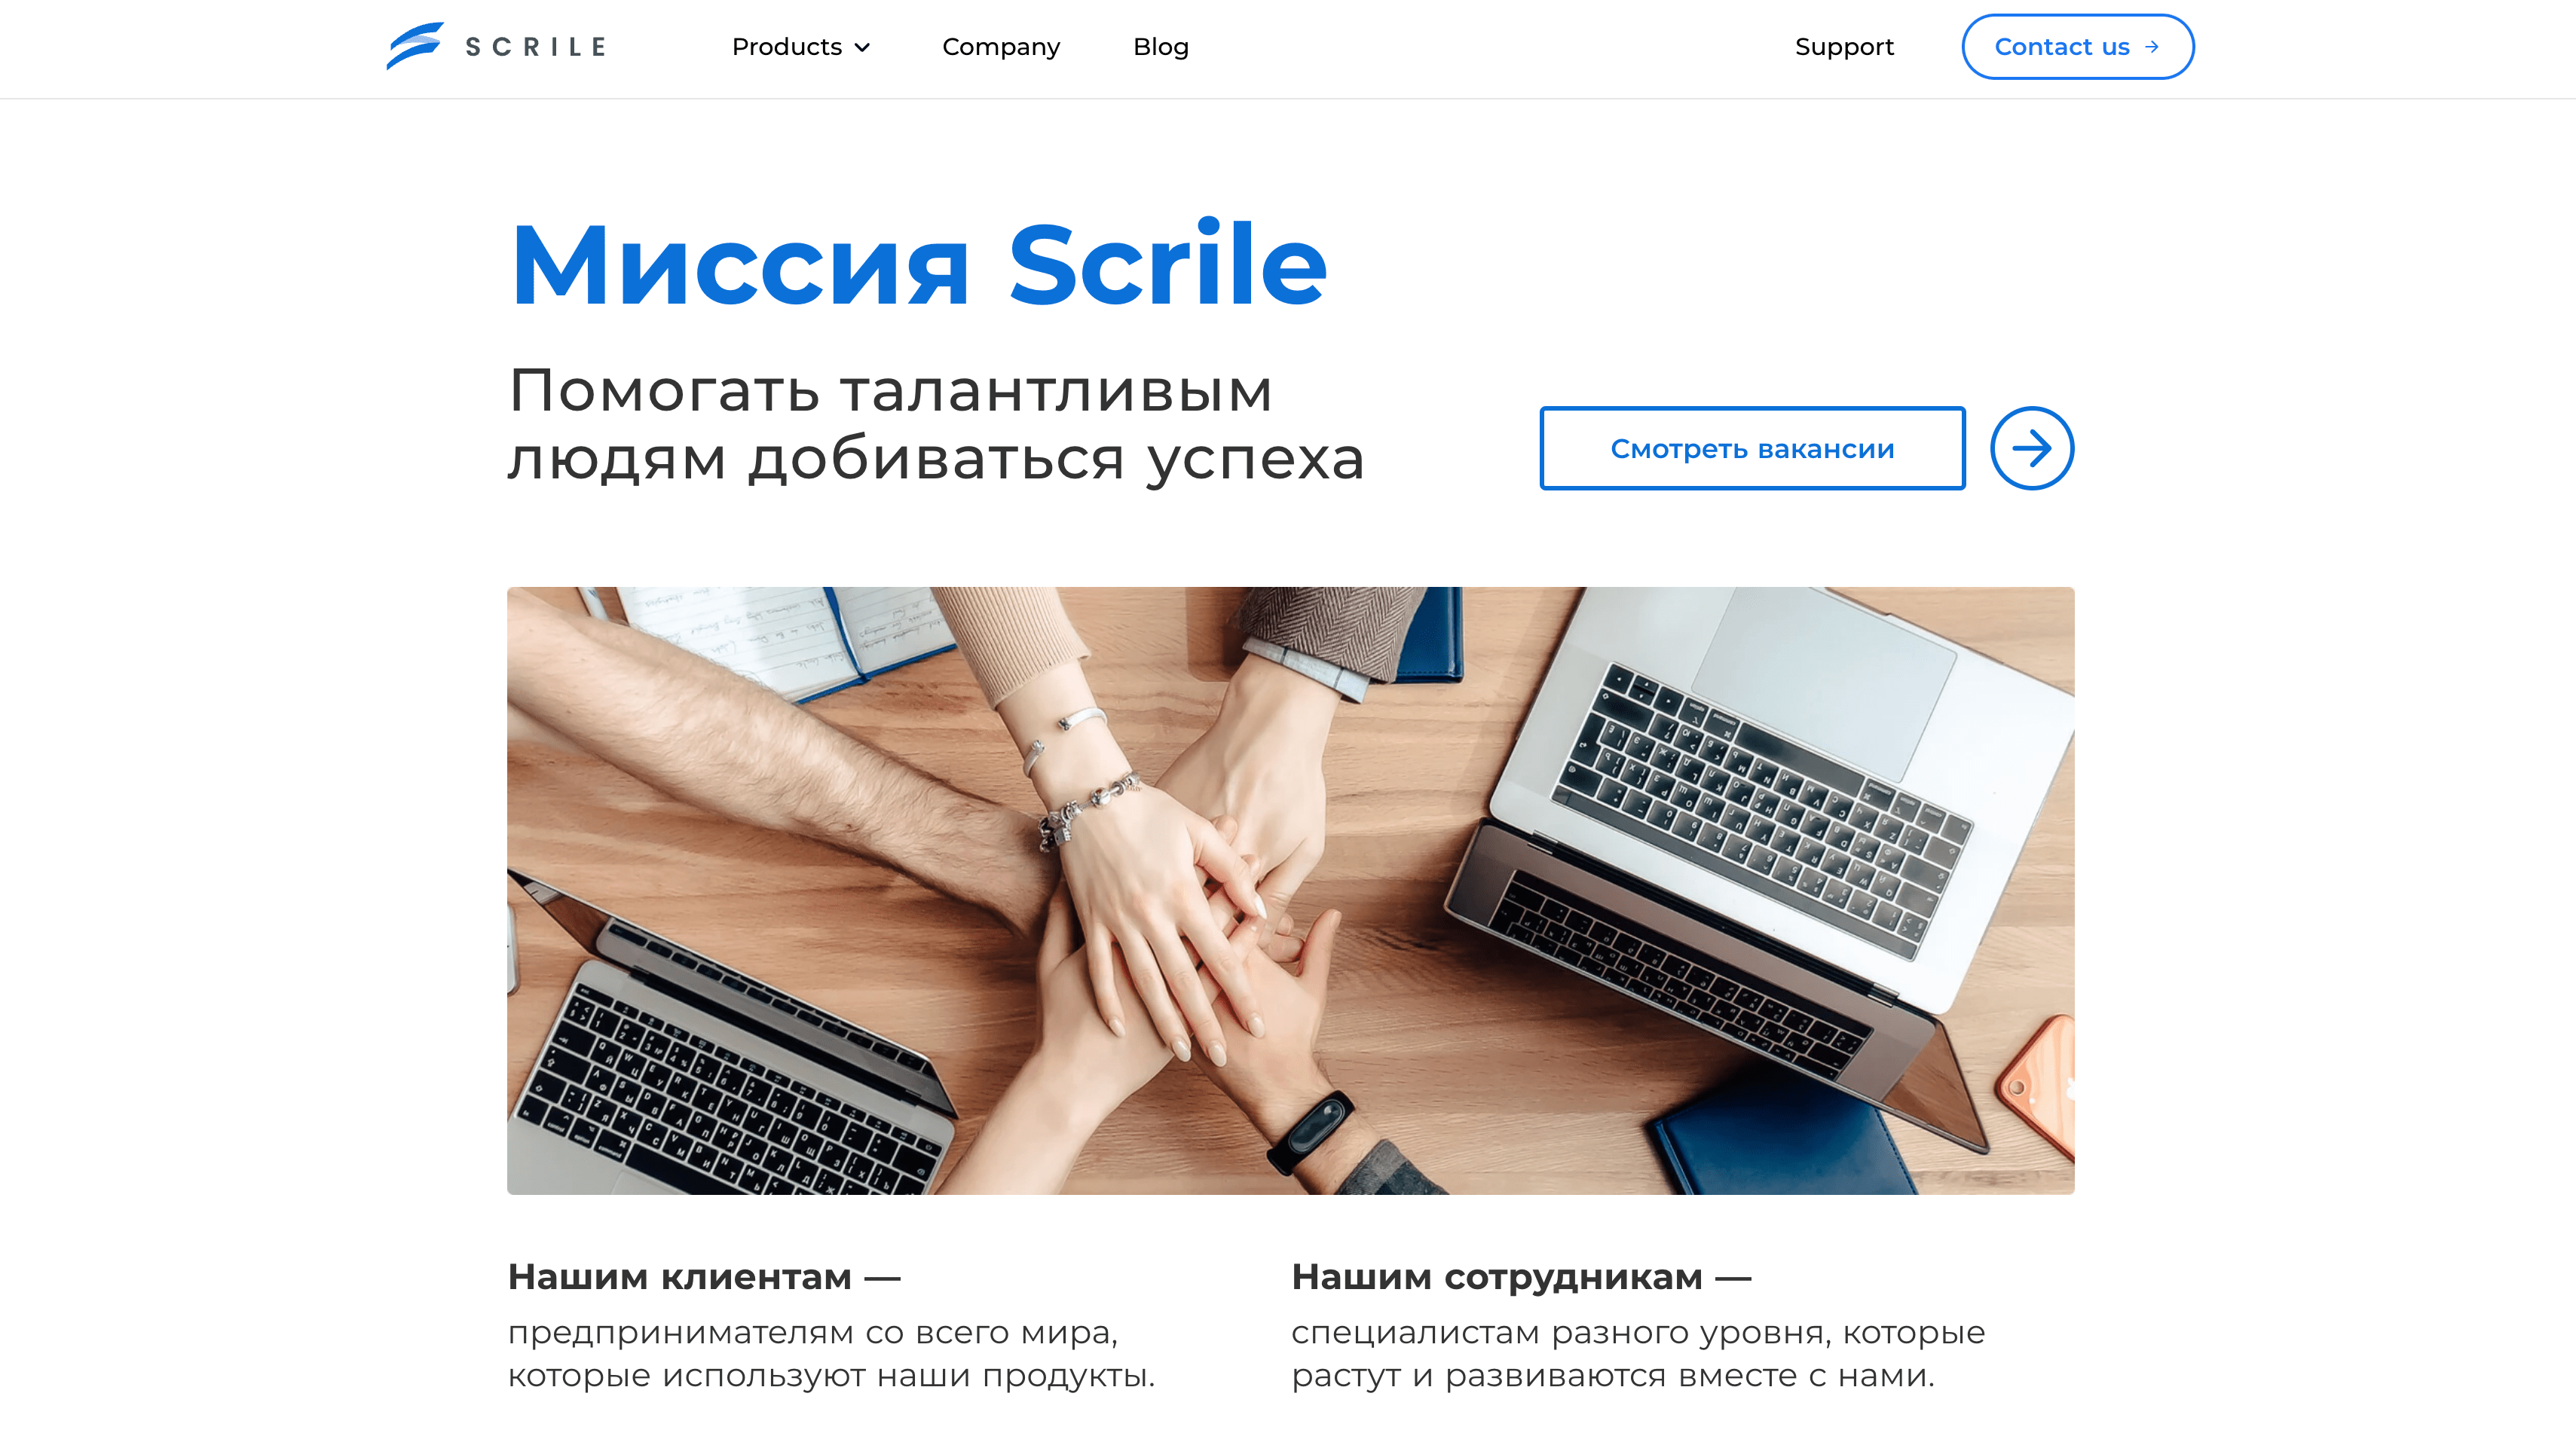 SCRILE
Products
Company
Blog
Support
Contact us
Миссия Scrile
Помогать талантливым
людям добиваться успеха
Смотреть вакансии
Нашим клиентам —
предпринимателям со всего мира,
которые используют наши продукты.
Нашим сотрудникам —
специалистам разного уровня, которые
растут и развиваются вместе с нами.